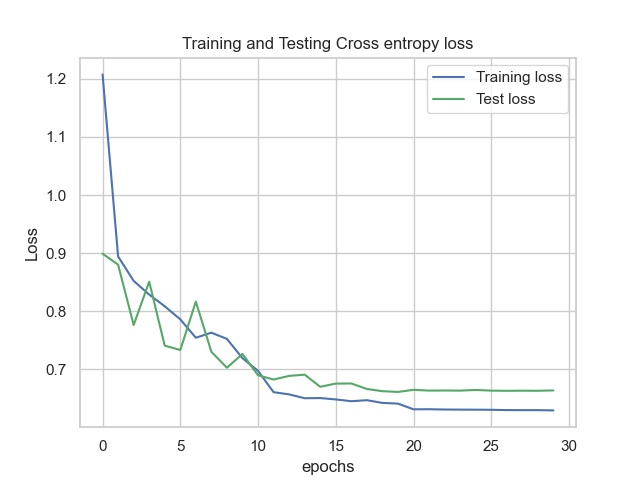 Training and Testing Cross entropy loss
Training loss
Test loss
1.2
1.1
1.0
0.9
0.8
0.7
Loss
0 5 10 15 20 25 30
epochs